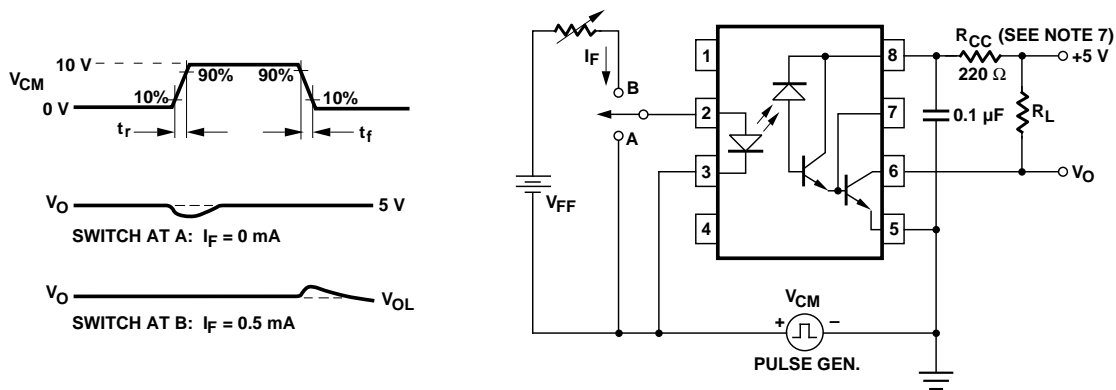 10 V
V_CM
90% 90%
10% 10%
0 V
t_r t_f
V_O 5 V
SWITCH AT A: I_F = 0 mA
V_O V_OL
SWITCH AT B: I_F = 0.5 mA
I_F
B
A
V_FF
1
2
3
4
8
7
6
5
R_CC (SEE NOTE 7)
220 Ω
+5 V
0.1 µF
R_L
V_O
V_CM
+ –
PULSE GEN.